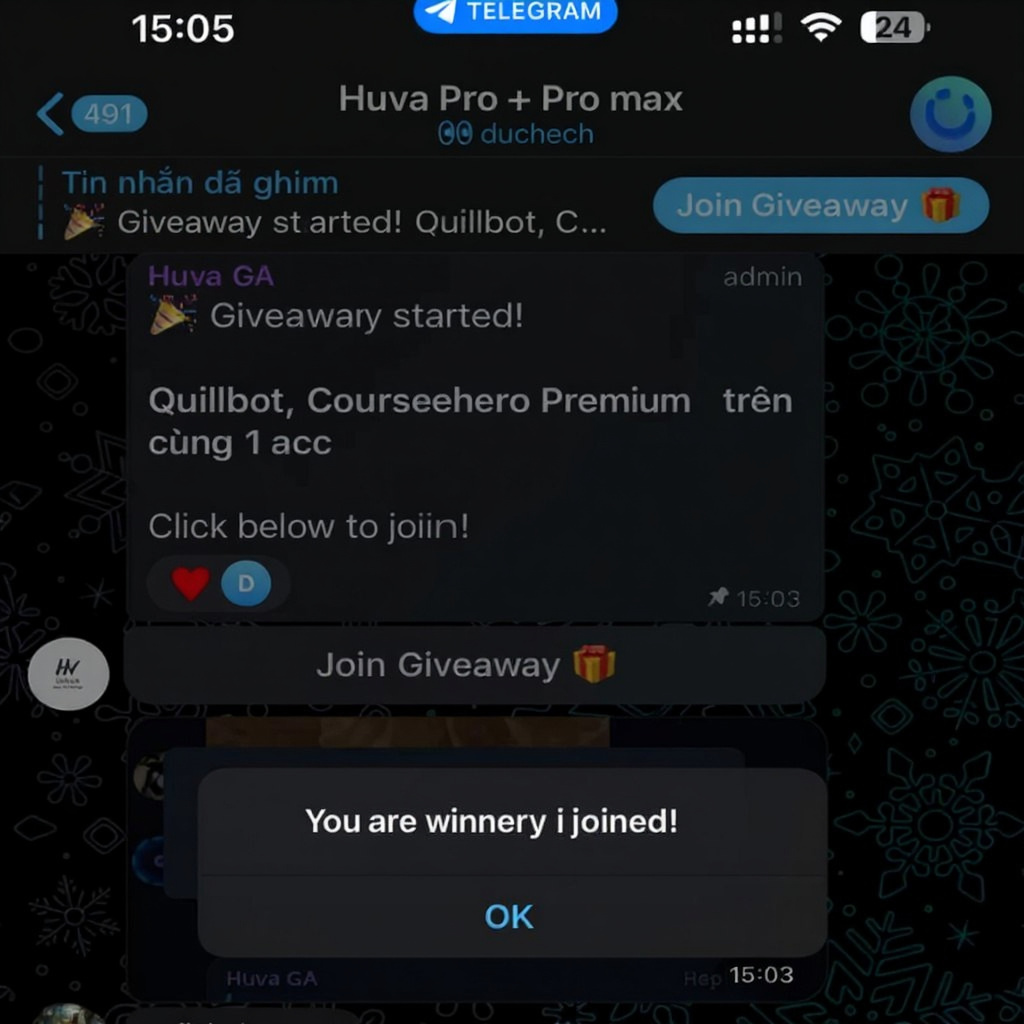 TELEGRAM
15:05
24
491
Huva Pro + Pro max
duchech
Tin nhắn dã ghim
Giveaway st arted! Quillbot, C...
Join Giveaway
Huva GA
admin
Giveawary started!
Quillbot, Courseehero Premium trên
cùng 1 acc
Click below to joiin!
D
15:03
Join Giveaway
HV
You are winnery i joined!
OK
Huva GA
Rep
15:03